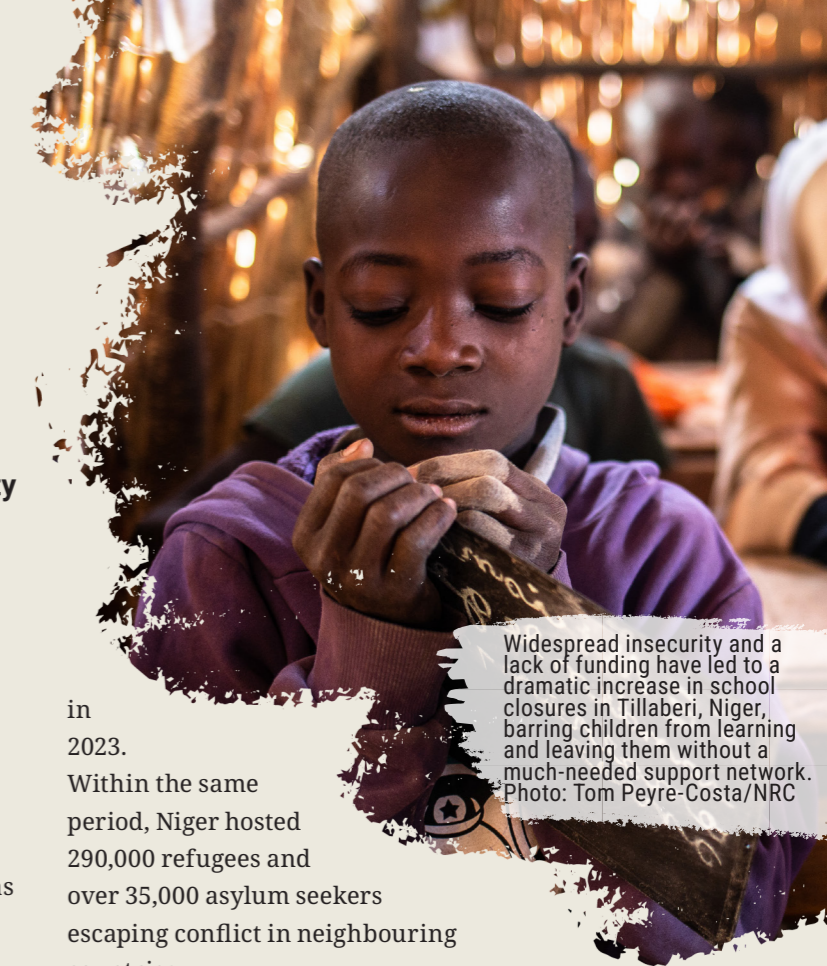 y
in
2023.
Within the same
period, Niger hosted
290,000 refugees and
s
over 35,000 asylum seekers
escaping conflict in neighbouring
Widespread insecurity and a
lack of funding have led to a
dramatic increase in school
closures in Tillaberi, Niger,
barring children from learning
and leaving them without a
much-needed support network.
Photo: Tom Peyre-Costa/NRC